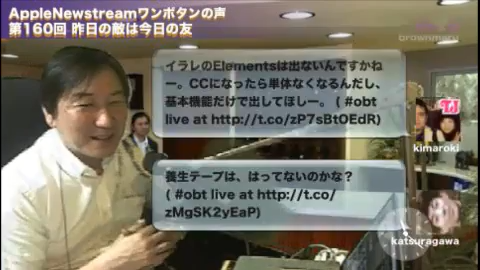 AppleNewstreamワンボタンの声
第160回 昨日の敵は今日の友
brownmaru
イラレのElementsは出ないんですかね
ー。CCになったら単体なくなるんだし、
基本機能だけで出してほしー。 ( #obt
live at http://t.co/zP7sBtOEdR)
kimaroki
養生テープは、はってないのかな？
( #obt live at http://t.co/
zMgSK2yEaP)
katsuragawa